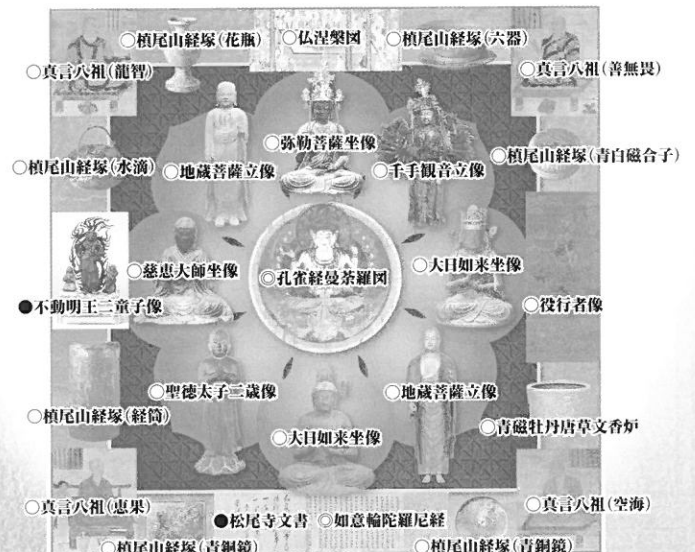 ○槙尾山経塚(花瓶)
○仏涅槃図
○槙尾山経塚(六器)
○真言八祖(龍智)
○真言八祖(善無畏)
○弥勒菩薩坐像
○槙尾山経塚(水滴)
○地蔵菩薩立像
○千手観音立像
○槙尾山経塚(青白磁合子)
○慈恵大師坐像
◎孔雀経曼荼羅図
○大日如来坐像
●不動明王二童子像
○役行者像
○聖徳太子二歳像
○地蔵菩薩立像
○槙尾山経塚(経筒)
○大日如来坐像
○青磁牡丹唐草文香炉
○真言八祖(恵果)
●松尾寺文書
◎如意輪陀羅尼経
○真言八祖(空海)
○槙尾山経塚(青銅鏡)
○槙尾山経塚(青銅鏡)